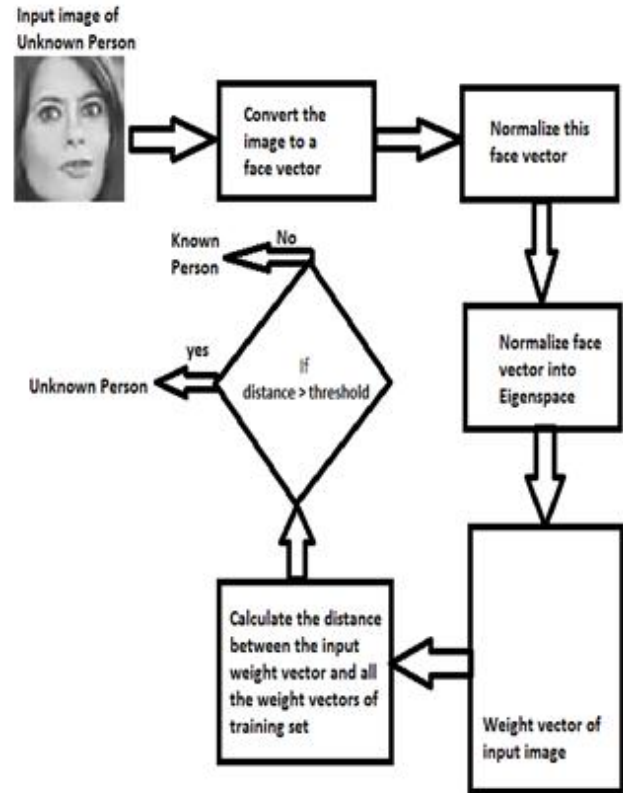 Input image of
Unknown Person
Convert the
image to a
face vector
Normalize this
face vector
Normalize face
vector into
Eigenspace
Weight vector of
input image
Calculate the distance
between the input
weight vector and all
the weight vectors of
training set
If
distance > threshold
No
Known
Person
yes
Unknown Person